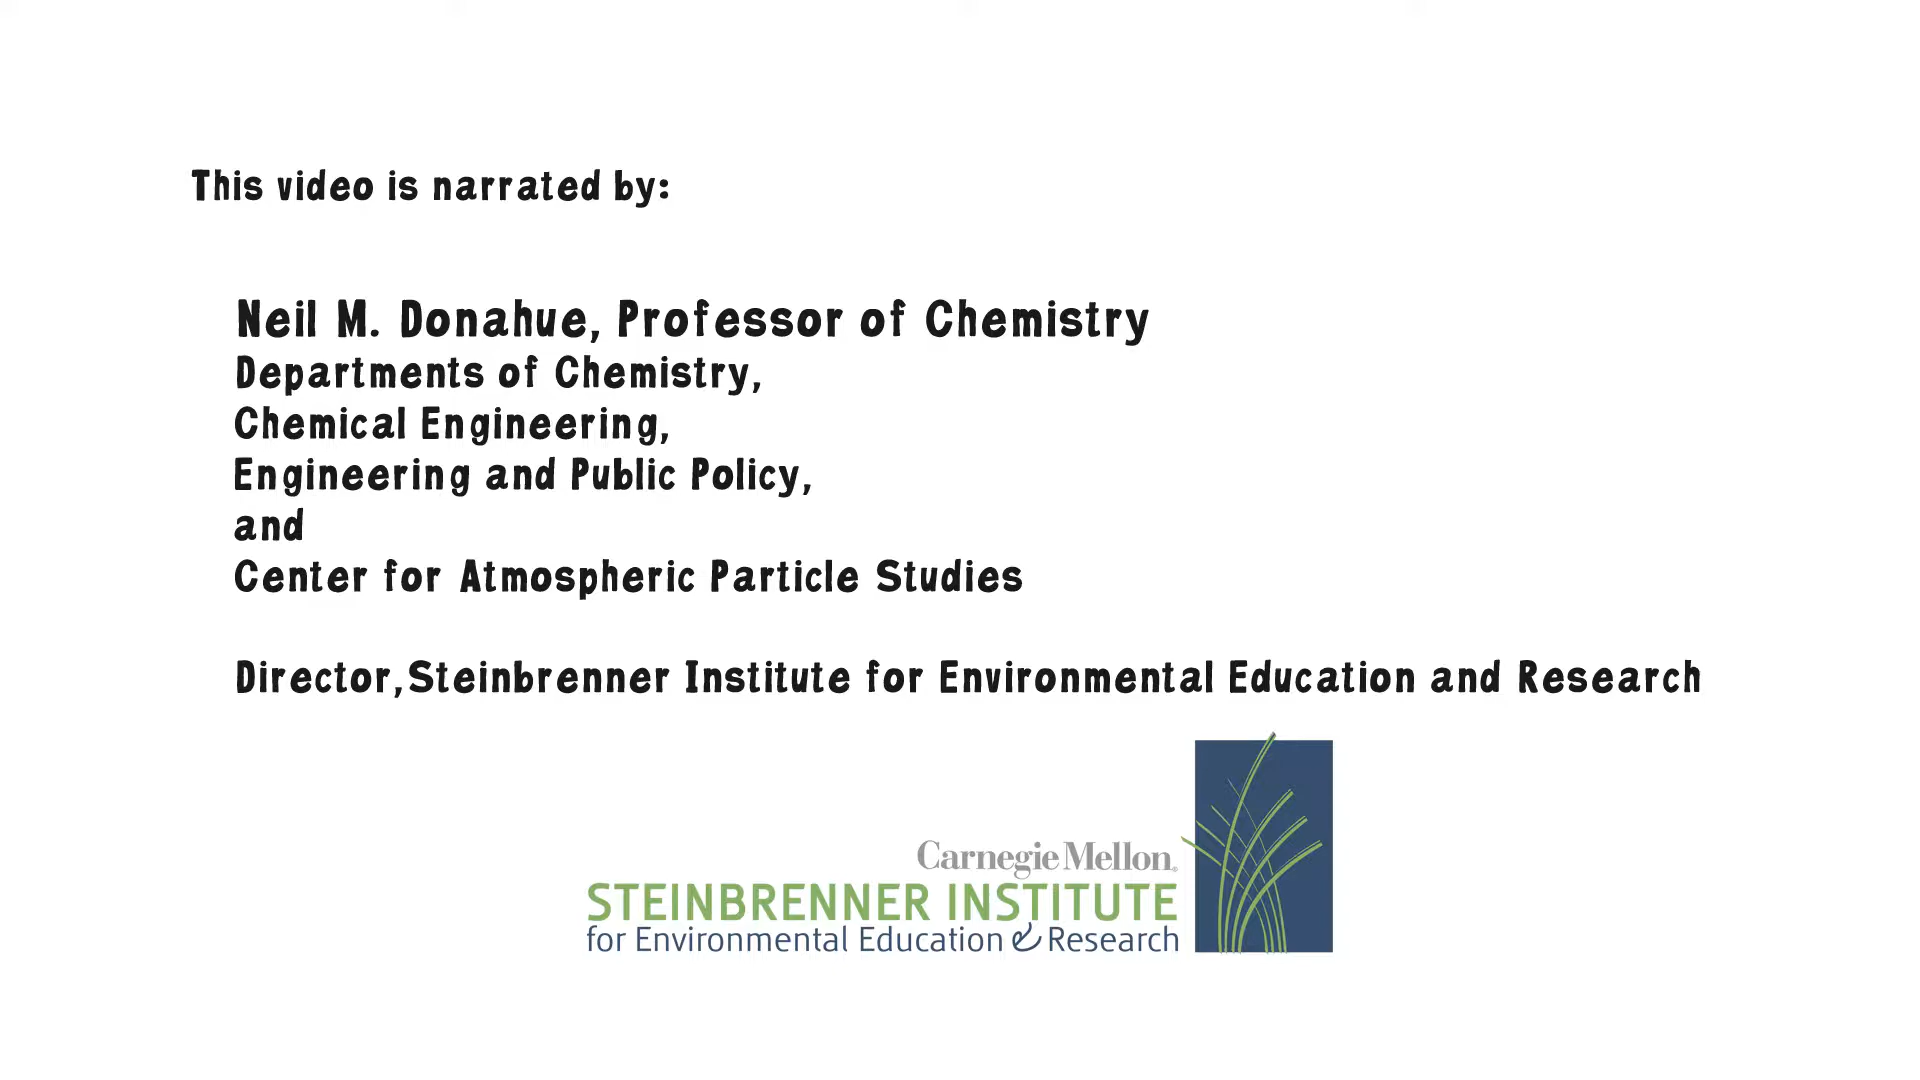 This video is narrated by:
Neil M. Donahue, Professor of Chemistry
Departments of Chemistry,
Chemical Engineering,
Engineering and Public Policy,
and
Center for Atmospheric Particle Studies
Director,Steinbrenner Institute for Environmental Education and Research
Carnegie Mellon®
STEINBRENNER INSTITUTE
for Environmental Education & Research